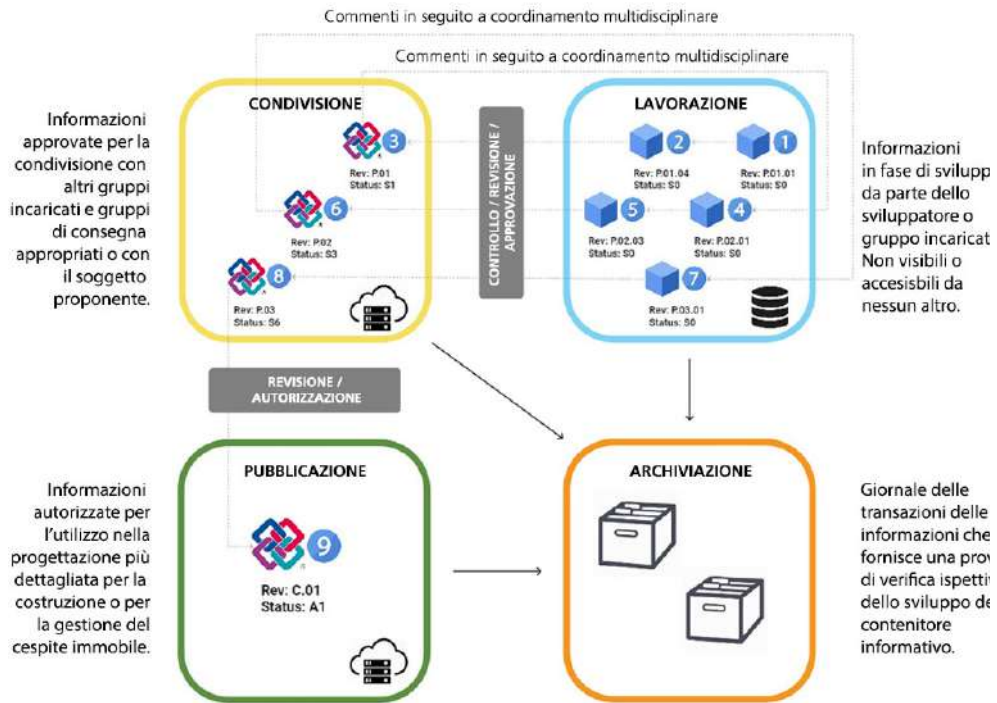 Commenti in seguito a coordinamento multidisciplinare
Commenti in seguito a coordinamento multidisciplinare
Informazioni
approvate per la
condivisione con
altri gruppi
incaricati e gruppi
di consegna
appropriati o con
il soggetto
proponente.
CONDIVISIONE
3
Rev: P.01
Status: S1
6
Rev: P.02
Status: S3
8
Rev: P.03
Status: S6
CONTROLLO / REVISIONE /
APPROVAZIONE
LAVORAZIONE
2
1
Rev: P.01.04
Status: S0
Rev: P.01.01
Status: S0
5
4
Rev: P.02.03
Status: S0
Rev: P.02.01
Status: S0
7
Rev: P.03.01
Status: S0
Informazioni
in fase di svilupp
da parte dello
sviluppatore o
gruppo incaricat
Non visibili o
accesisbili da
nessun altro.
REVISIONE /
AUTORIZZAZIONE
Informazioni
autorizzate per
l'utilizzo nella
progettazione più
dettagliata per la
costruzione o per
la gestione del
cespite immobile.
PUBBLICAZIONE
9
Rev: C.01
Status: A1
ARCHIVIAZIONE
Giornale delle
transazioni delle
informazioni che
fornisce una prov
di verifica ispettiv
dello sviluppo de
contenitore
informativo.